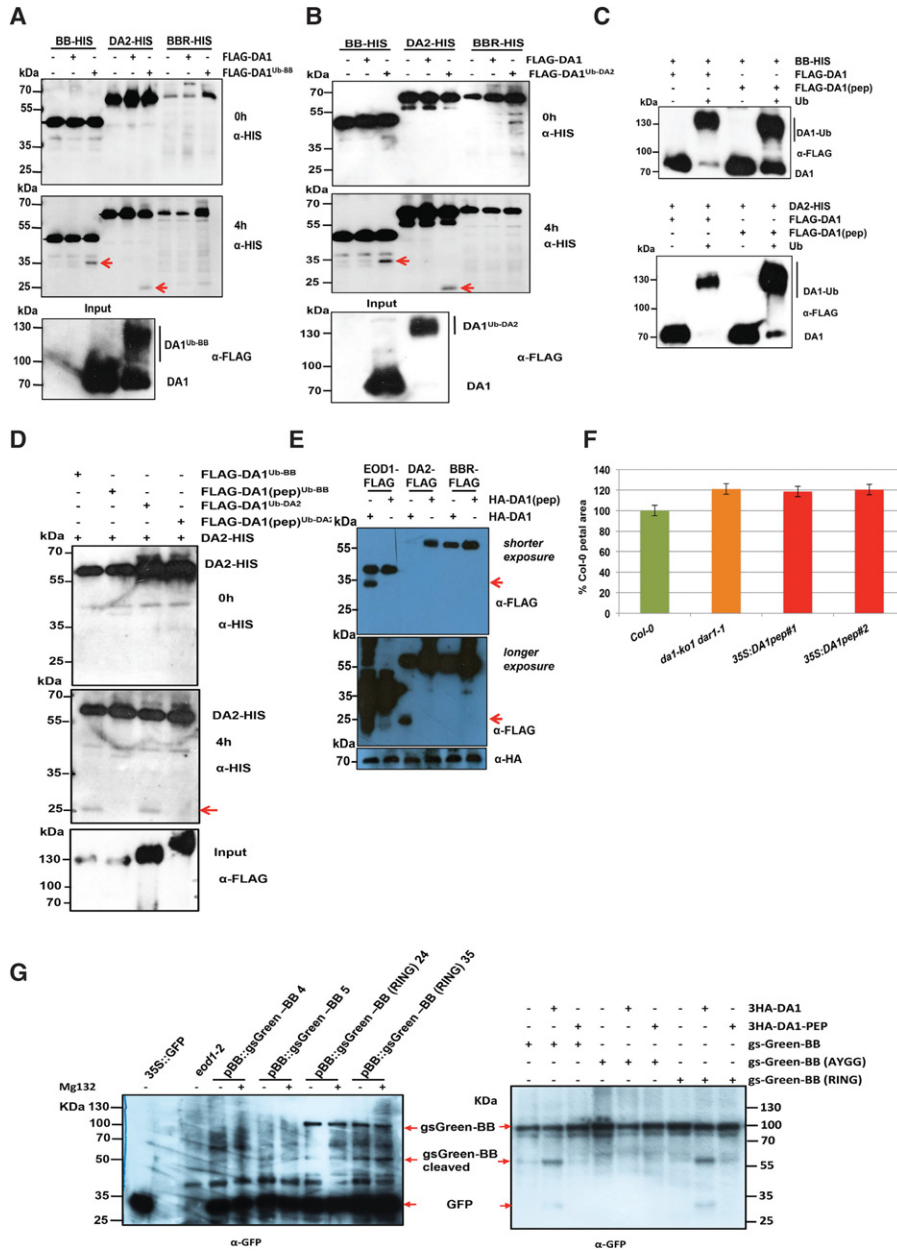 A
BB-HIS DA2-HIS BBR-HIS
- + - - + - - + - FLAG-DA1
- - + - - + - - + FLAG-DA1Ub-BB
kDa
70
55
35
25
0h
α-HIS
kDa
70
55
35
25
4h
α-HIS
Input
kDa
130
100
70
DA1Ub-BB
α-FLAG
DA1
B
BB-HIS DA2-HIS BBR-HIS
- + - - + - - + - FLAG-DA1
- - + - - + - - + FLAG-DA1Ub-DA2
kDa
70
55
35
25
0h
α-HIS
kDa
70
55
35
25
4h
α-HIS
Input
kDa
130
100
70
DA1Ub-DA2
α-FLAG
DA1
C
+ + + + BB-HIS
+ + - - FLAG-DA1
- - + + FLAG-DA1(pep)
- + - + Ub
kDa
130
100
70
DA1-Ub
α-FLAG
DA1
+ + + + DA2-HIS
+ + - - FLAG-DA1
- - + + FLAG-DA1(pep)
- + - + Ub
kDa
130
100
70
DA1-Ub
α-FLAG
DA1
D
+ - - - FLAG-DA1Ub-BB
- + - - FLAG-DA1(pep)Ub-BB
- - + - FLAG-DA1Ub-DA2
- - - + FLAG-DA1(pep)Ub-DA2
+ + + + DA2-HIS
kDa
70
55
35
25
DA2-HIS
0h
α-HIS
kDa
70
55
35
25
DA2-HIS
4h
α-HIS
kDa
130
100
70
Input
α-FLAG
E
EOD1-FLAG DA2-FLAG BBR-FLAG
- + - + - + HA-DA1(pep)
+ - + - + - HA-DA1
kDa
55
35
25
shorter exposure
α-FLAG
kDa
55
35
25
longer exposure
α-FLAG
kDa
70
α-HA
F
% Col-0 petal area
140
120
100
80
60
40
20
0
Col-0
da1-ko1 dar1-1
35S:DA1pep#1
35S:DA1pep#2
G
35S::GFP
eod1-2
pBB::gsGreen -BB 4
pBB::gsGreen -BB 5
pBB::gsGreen -BB (RING) 24
pBB::gsGreen -BB (RING) 35
Mg132 - - - + - + - + - +
KDa
130
100
70
50
35
25
gsGreen-BB
gsGreen-BB cleaved
GFP
α-GFP
- + - - + - - + - 3HA-DA1
- - + - - + - - + 3HA-DA1-PEP
+ + + - - - - - - gs-Green-BB
- - - + + + - - - gs-Green-BB (AYGG)
- - - - - - + + + gs-Green-BB (RING)
KDa
130
100
70
55
35
25
α-GFP